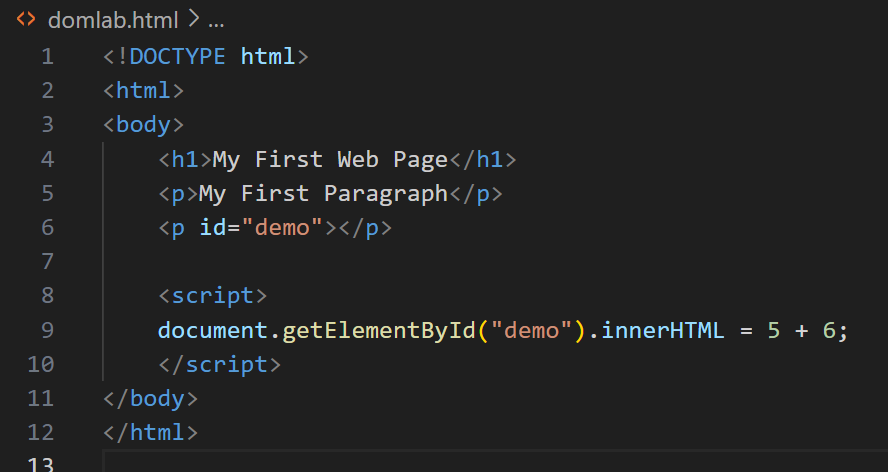 <> domlab.html > ...
1 <!DOCTYPE html>
2 <html>
3 <body>
4     <h1>My First Web Page</h1>
5     <p>My First Paragraph</p>
6     <p id="demo"></p>
7
8     <script>
9     document.getElementById("demo").innerHTML = 5 + 6;
10     </script>
11 </body>
12 </html>
13